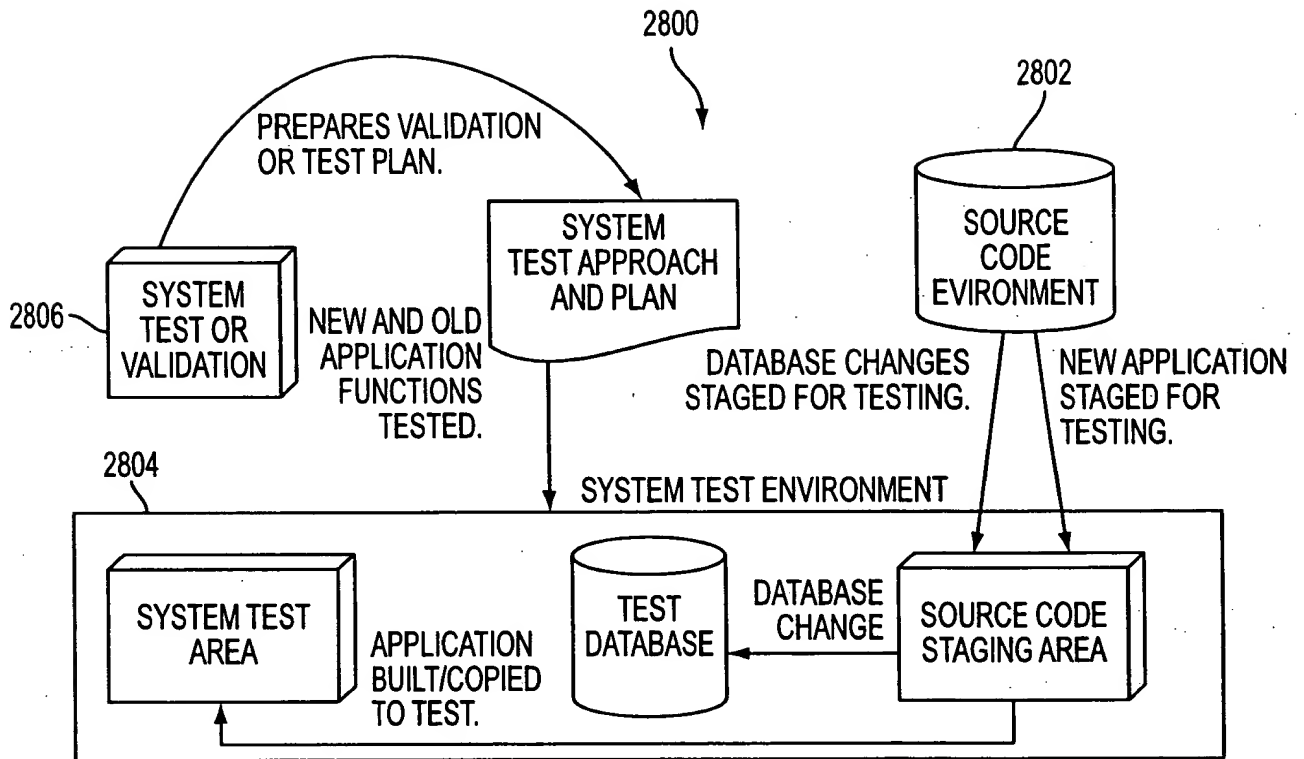 2800
2802
PREPARES VALIDATION
OR TEST PLAN.
SYSTEM
TEST APPROACH
AND PLAN
SOURCE
CODE
EVIRONMENT
2806
SYSTEM
TEST OR
VALIDATION
NEW AND OLD
APPLICATION
FUNCTIONS
TESTED.
DATABASE CHANGES
STAGED FOR TESTING.
NEW APPLICATION
STAGED FOR
TESTING.
2804
SYSTEM TEST ENVIRONMENT
SYSTEM TEST
AREA
APPLICATION
BUILT/COPIED
TO TEST.
TEST
DATABASE
DATABASE
CHANGE
SOURCE CODE
STAGING AREA